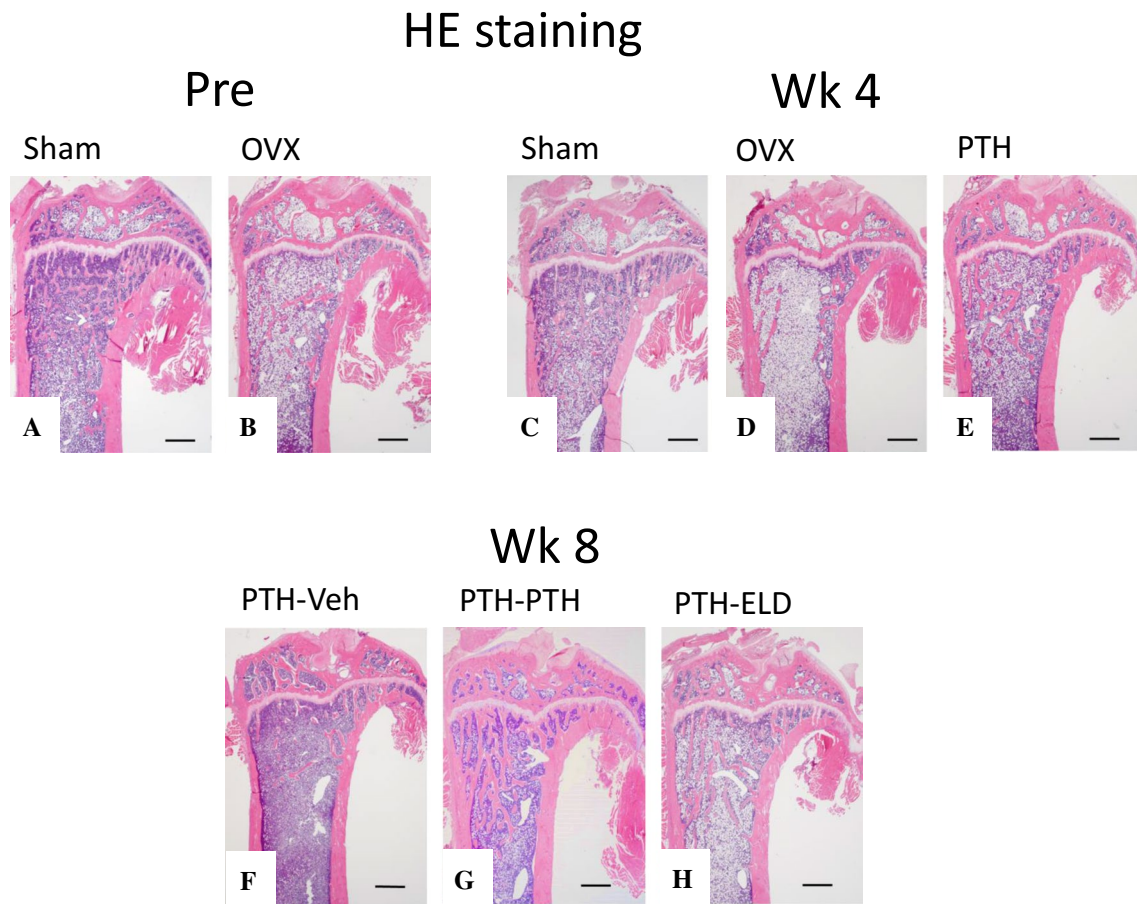 HE staining
Pre
Wk 4
Sham
OVX
Sham
OVX
PTH
A
B
C
D
E
Wk 8
PTH-Veh
PTH-PTH
PTH-ELD
F
G
H